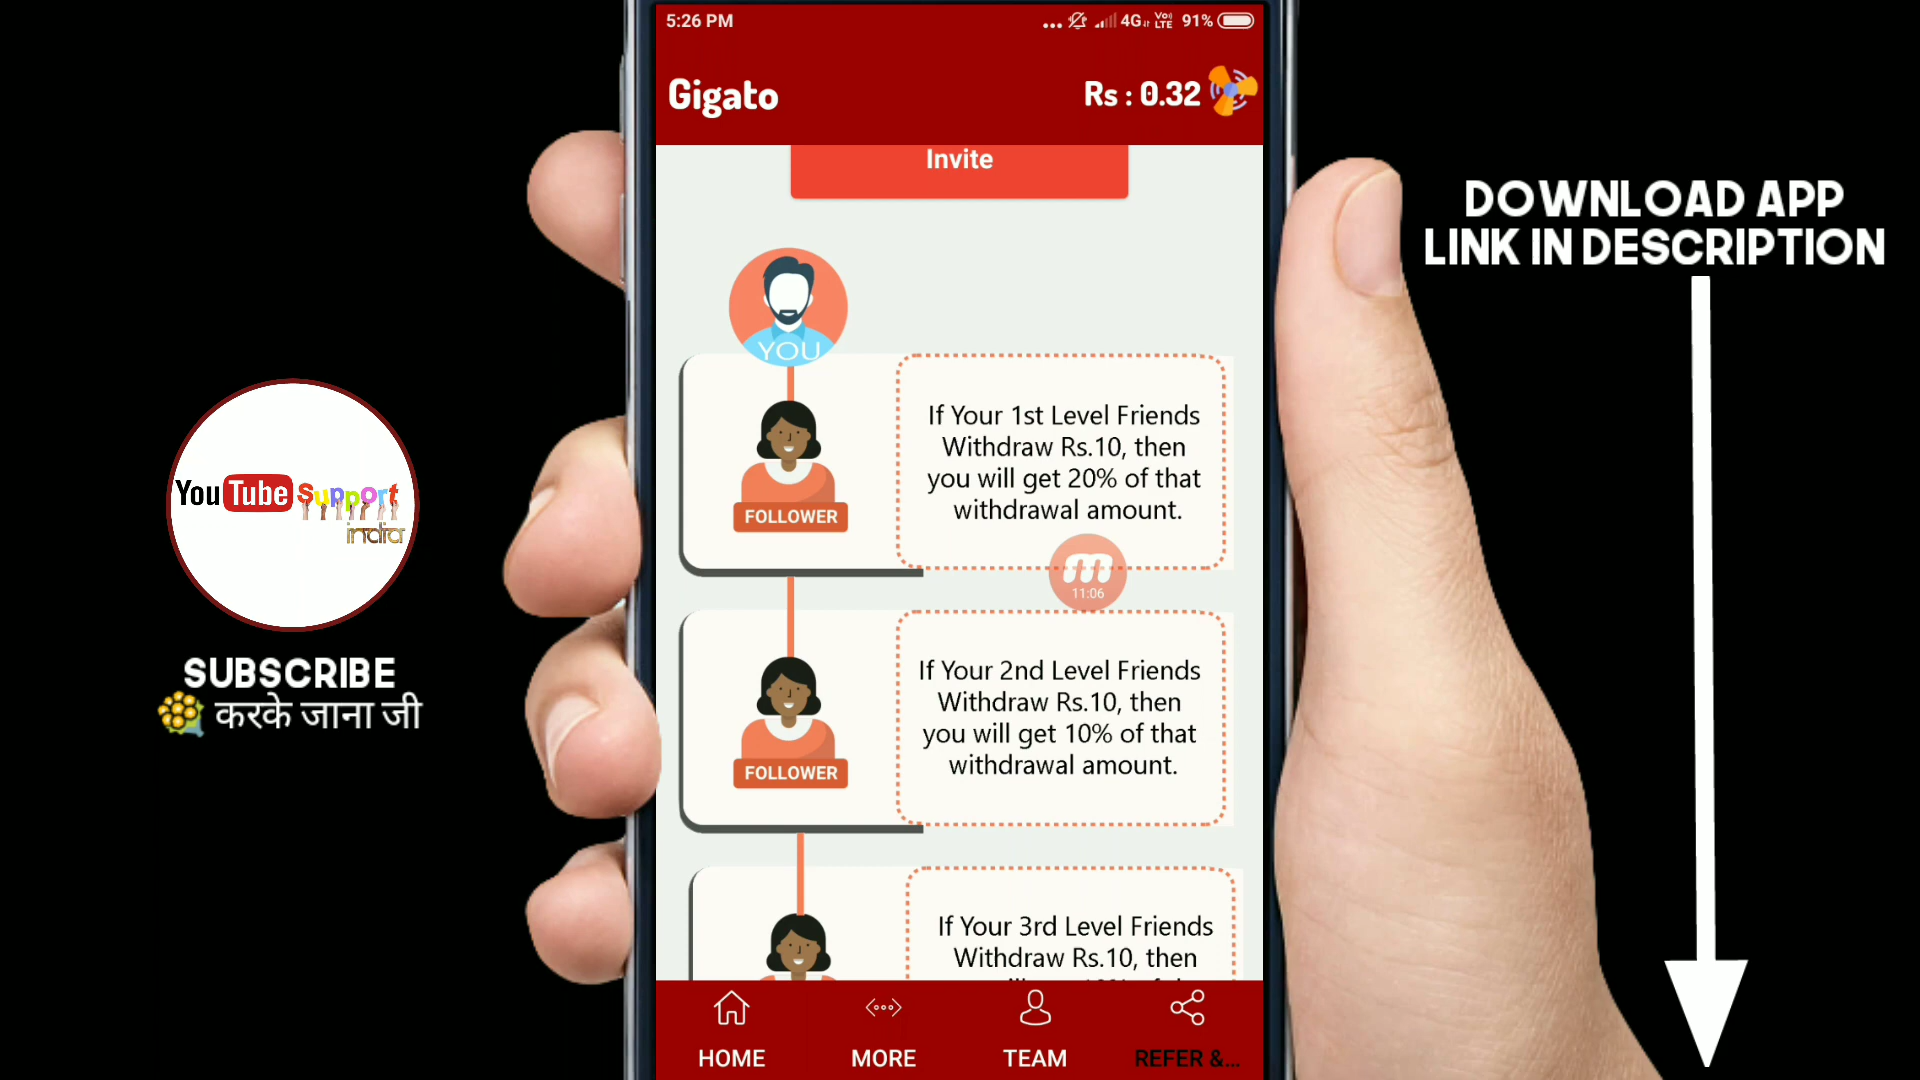 5:26 PM
4G
Vo
LTE
91%
Gigato
Rs : 0.32
Invite
YOU
If Your 1st Level Friends
Withdraw Rs.10, then
you will get 20% of that
withdrawal amount.
FOLLOWER
m
11:06
If Your 2nd Level Friends
Withdraw Rs.10, then
you will get 10% of that
withdrawal amount.
FOLLOWER
If Your 3rd Level Friends
Withdraw Rs.10, then
HOME
MORE
TEAM
REFER &...
YouTube Support
india
SUBSCRIBE
करके जाना जी
DOWNLOAD APP
LINK IN DESCRIPTION